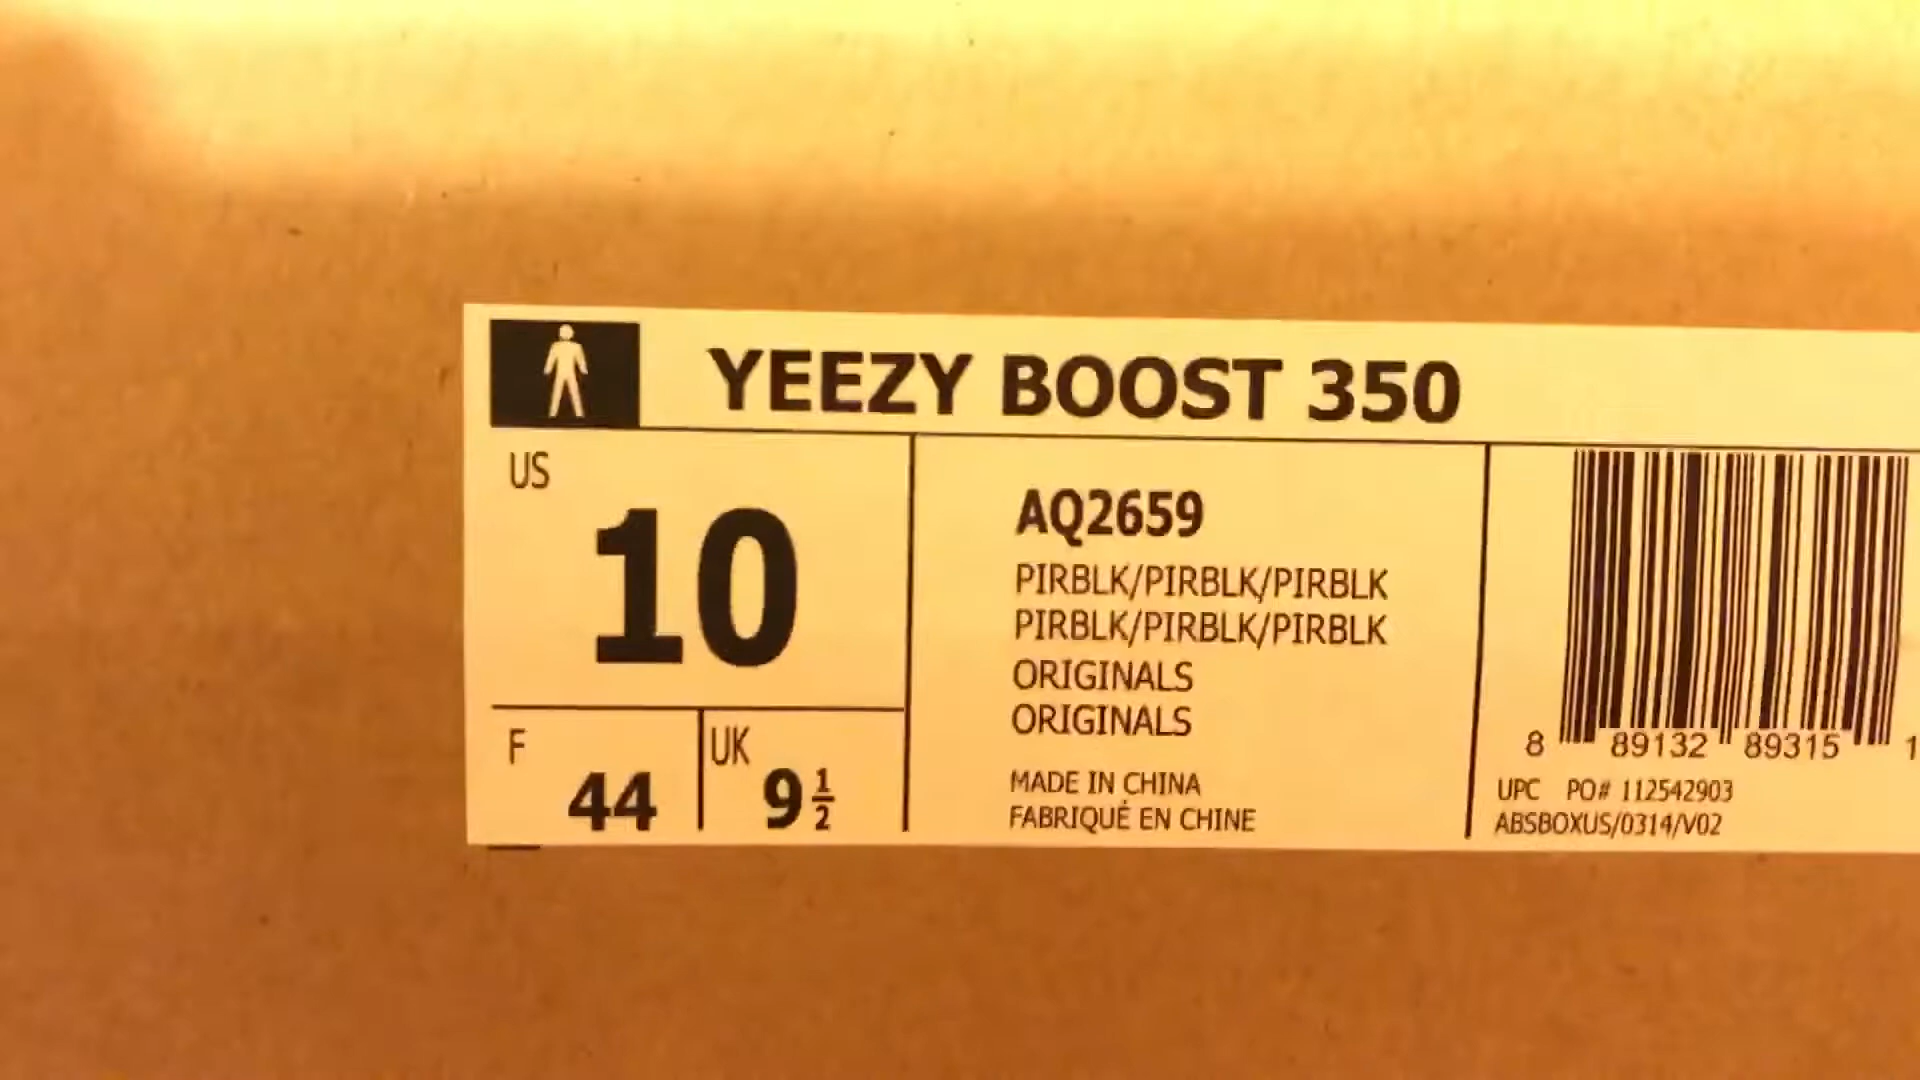 YEEZY BOOST 350
US
10
F
44
UK
9 1/2
AQ2659
PIRBLK/PIRBLK/PIRBLK
PIRBLK/PIRBLK/PIRBLK
ORIGINALS
ORIGINALS
MADE IN CHINA
FABRIQUÉ EN CHINE
8 89132 89315 1
UPC PO# 112542903
ABSBOXUS/0314/V02